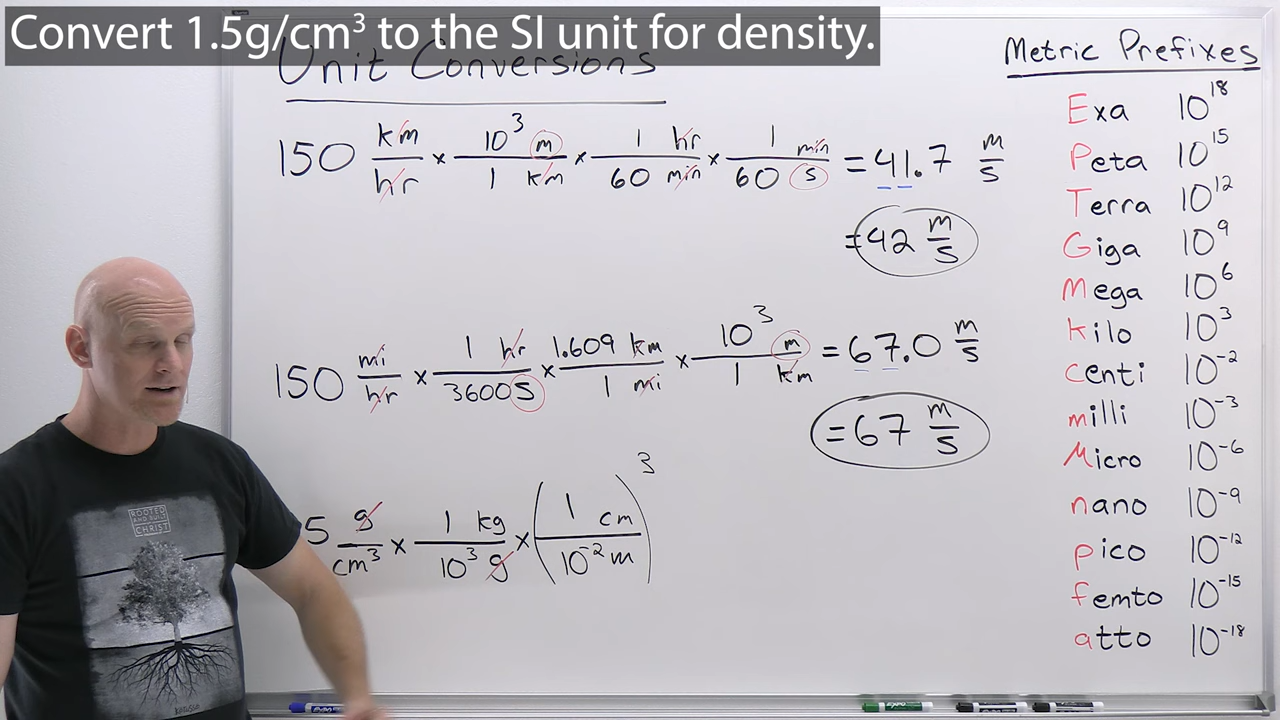 Convert 1.5g/cm³ to the SI unit for density.
Unit Conversions
150 km/hr × 10³ m/1 km × 1 hr/60 min × 1 min/60 s = 41.7 m/s
= 42 m/s
150 mi/hr × 1 hr/3600 s × 1.609 km/1 mi × 10³ m/1 km = 67.0 m/s
= 67 m/s
5 g/cm³ × 1 kg/10³ g × (1 cm/10⁻² m)³
Metric Prefixes
Exa 10¹⁸
Peta 10¹⁵
Terra 10¹²
Giga 10⁹
Mega 10⁶
Kilo 10³
centi 10⁻²
milli 10⁻³
Micro 10⁻⁶
nano 10⁻⁹
pico 10⁻¹²
femto 10⁻¹⁵
atto 10⁻¹⁸
ROOTED
AND BUILT
CHRIST
EXPO